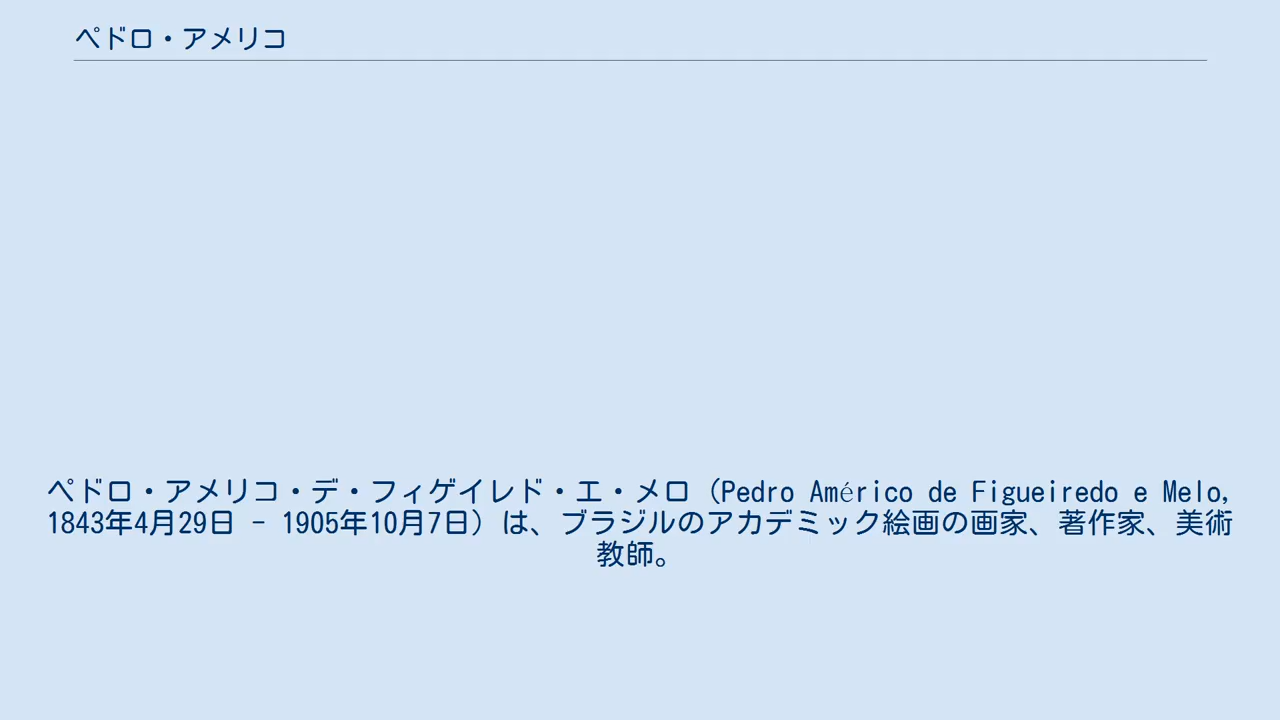 ペドロ・アメリコ
ペドロ・アメリコ・デ・フィゲイレド・エ・メロ（Pedro Américo de Figueiredo e Melo,
1843年4月29日 - 1905年10月7日）は、ブラジルのアカデミック絵画の画家、著作家、美術
教師。